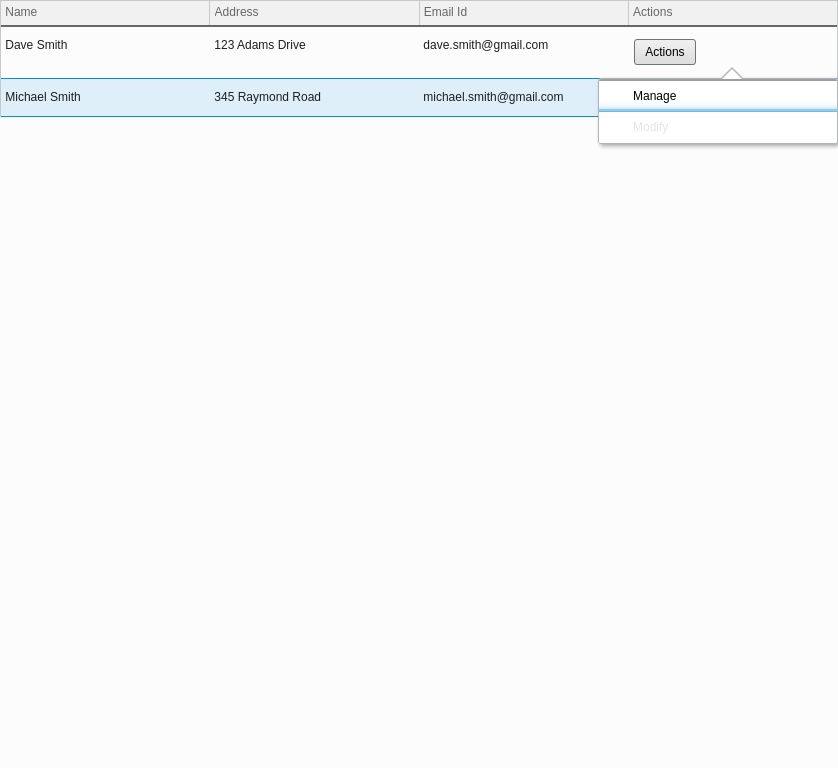 Name Address Email Id Actions
Dave Smith 123 Adams Drive dave.smith@gmail.com Actions
Michael Smith 345 Raymond Road michael.smith@gmail.com Manage
Modify